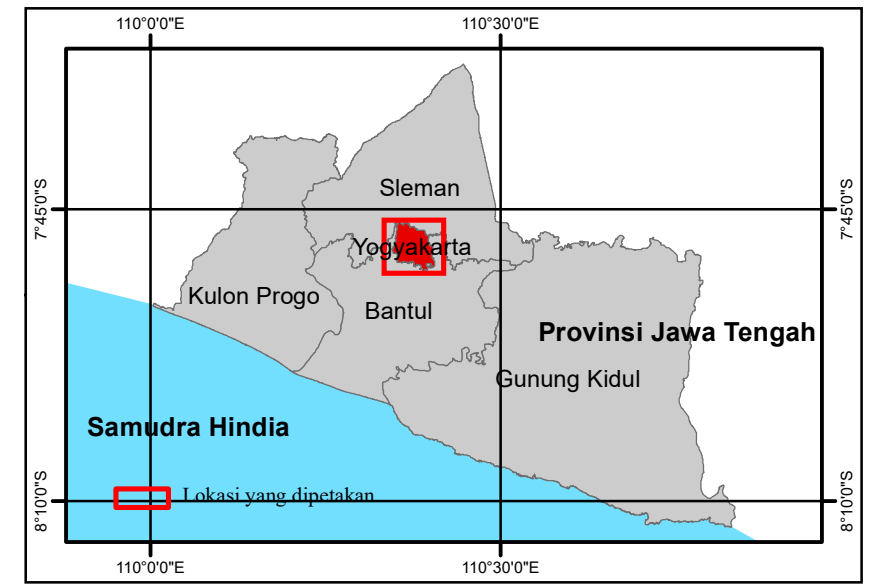 110°0'0"E
110°30'0"E
7°45'0"S
7°45'0"S
Sleman
Yogyakarta
Kulon Progo
Bantul
Provinsi Jawa Tengah
Gunung Kidul
Samudra Hindia
8°10'0"S
8°10'0"S
Lokasi yang dipetakan
110°0'0"E
110°30'0"E